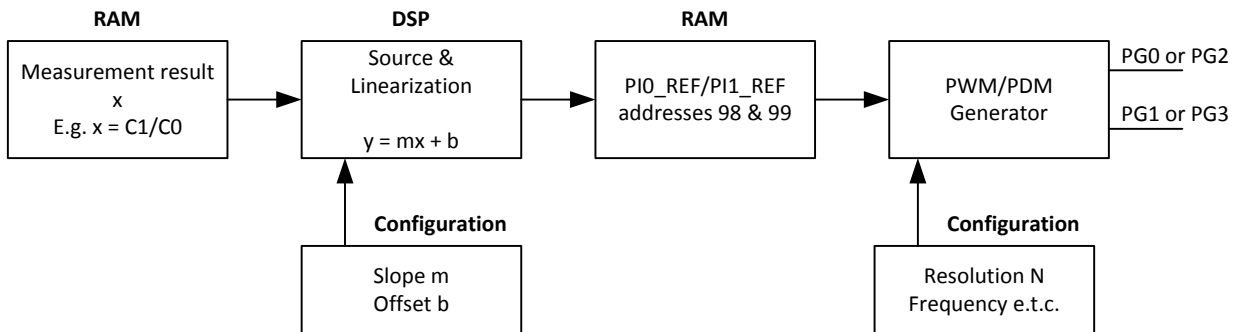 RAM
DSP
RAM
Measurement result
x
E.g. x = C1/C0
Source &
Linearization
y = mx + b
PI0_REF/PI1_REF
addresses 98 & 99
PWM/PDM
Generator
PG0 or PG2
PG1 or PG3
Configuration
Slope m
Offset b
Configuration
Resolution N
Frequency e.t.c.